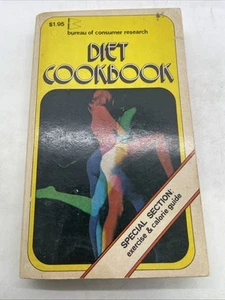 $1.95
bureau of consumer research
DIET
COOKBOOK
SPECIAL SECTION:
exercise & calorie guide